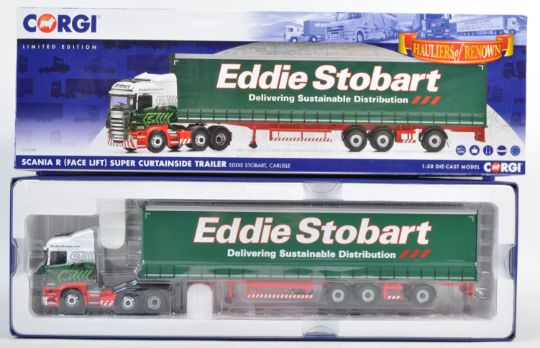 CORGI
LIMITED EDITION
HAULIERS of RENOWN
Eddie Stobart
Delivering Sustainable Distribution
SCANIA R (FACE LIFT) SUPER CURTAINSIDE TRAILER EDDIE STOBART, CARLISLE
1:50 DIE-CAST MODEL
CORGI
Eddie Stobart
Delivering Sustainable Distribution